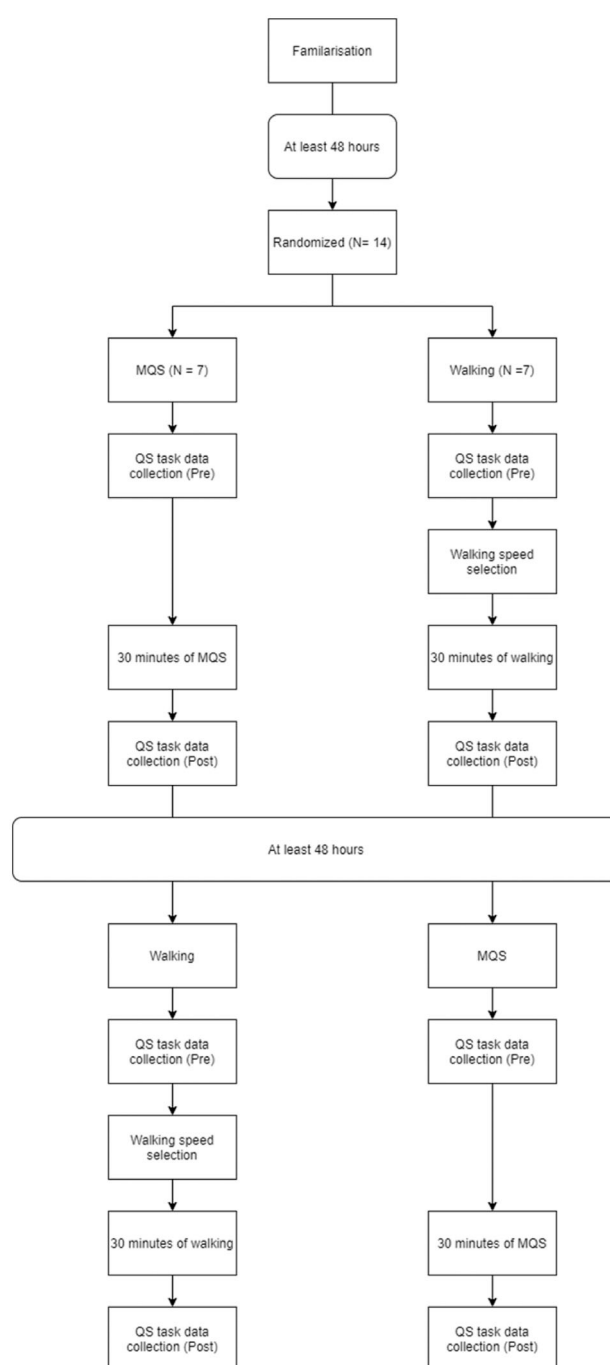 Familarisation
At least 48 hours
Randomized (N= 14)
MQS (N = 7)
Walking (N =7)
QS task data
collection (Pre)
QS task data
collection (Pre)
Walking speed
selection
30 minutes of MQS
30 minutes of walking
QS task data
collection (Post)
QS task data
collection (Post)
At least 48 hours
Walking
MQS
QS task data
collection (Pre)
QS task data
collection (Pre)
Walking speed
selection
30 minutes of walking
30 minutes of MQS
QS task data
collection (Post)
QS task data
collection (Post)